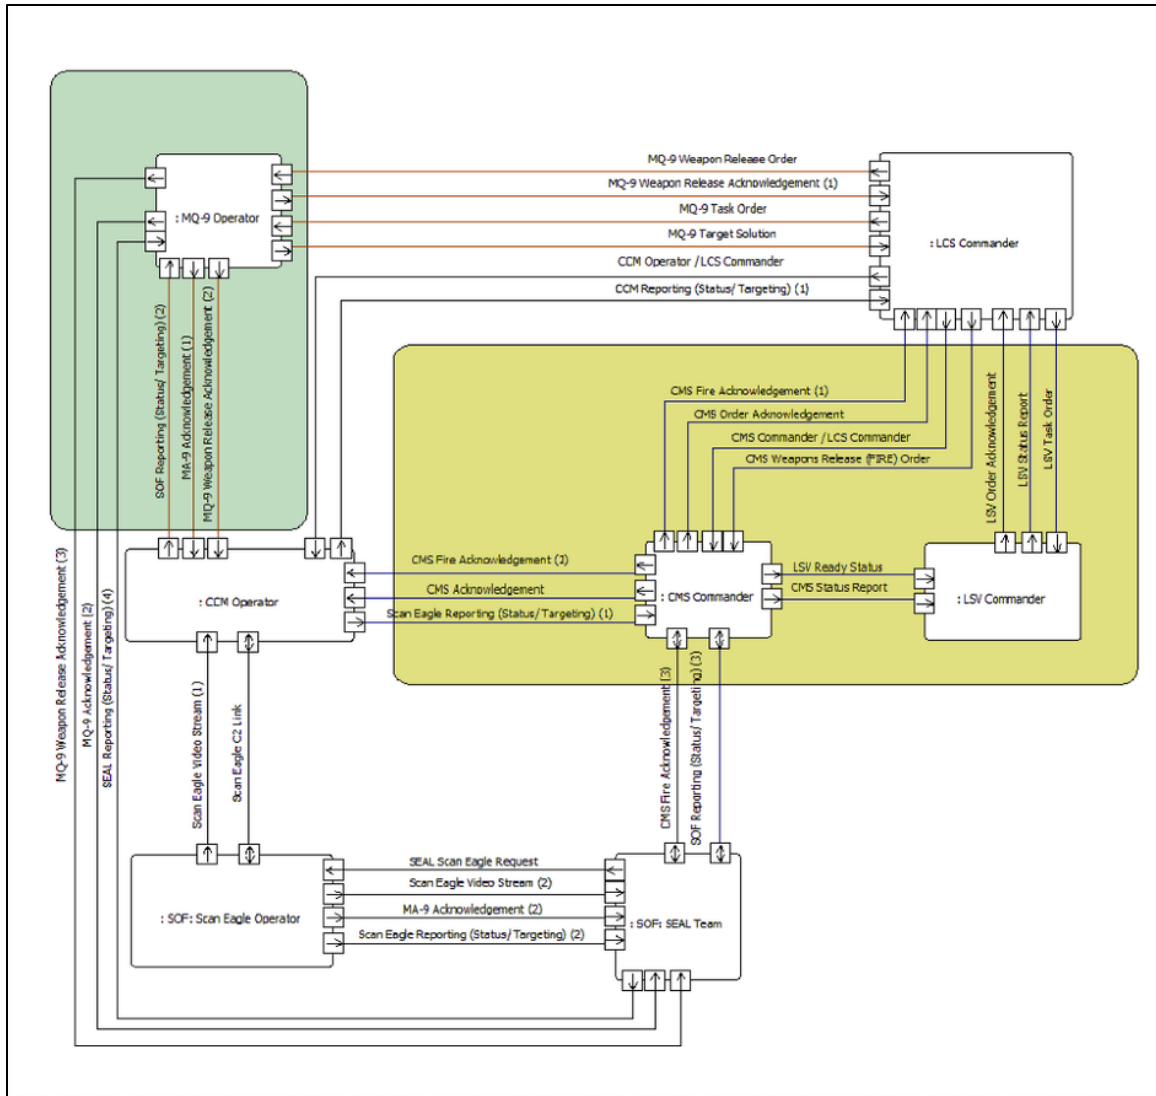 MQ-9 Weapon Release Order
MQ-9 Weapon Release Acknowledgement (1)
MQ-9 Task Order
MQ-9 Target Solution
CCM Operator / LCS Commander
CCM Reporting (Status/ Targeting) (1)
: MQ-9 Operator
: LCS Commander
SOF Reporting (Status/ Targeting) (2)
MA-9 Acknowledgement (1)
MQ-9 Weapon Release Acknowledgement (2)
CMS Fire Acknowledgement (1)
CMS Order Acknowledgement
CMS Commander / LCS Commander
CMS Weapons Release (FIRE) Order
LSV Order Acknowledgement
LSV Status Report
LSV Task Order
MQ-9 Weapon Release Acknowledgement (3)
MQ-9 Acknowledgement (2)
SEAL Reporting (Status/ Targeting) (4)
: CCM Operator
CMS Fire Acknowledgement (2)
CMS Acknowledgement
Scan Eagle Reporting (Status/ Targeting) (1)
: CMS Commander
LSV Ready Status
CMS Status Report
: LSV Commander
Scan Eagle Video Stream (1)
Scan Eagle C2 Link
CMS Fire Acknowledgement (3)
SOF Reporting (Status/ Targeting) (3)
: SOF: Scan Eagle Operator
SEAL Scan Eagle Request
Scan Eagle Video Stream (2)
MA-9 Acknowledgement (2)
Scan Eagle Reporting (Status/ Targeting) (2)
: SOF: SEAL Team